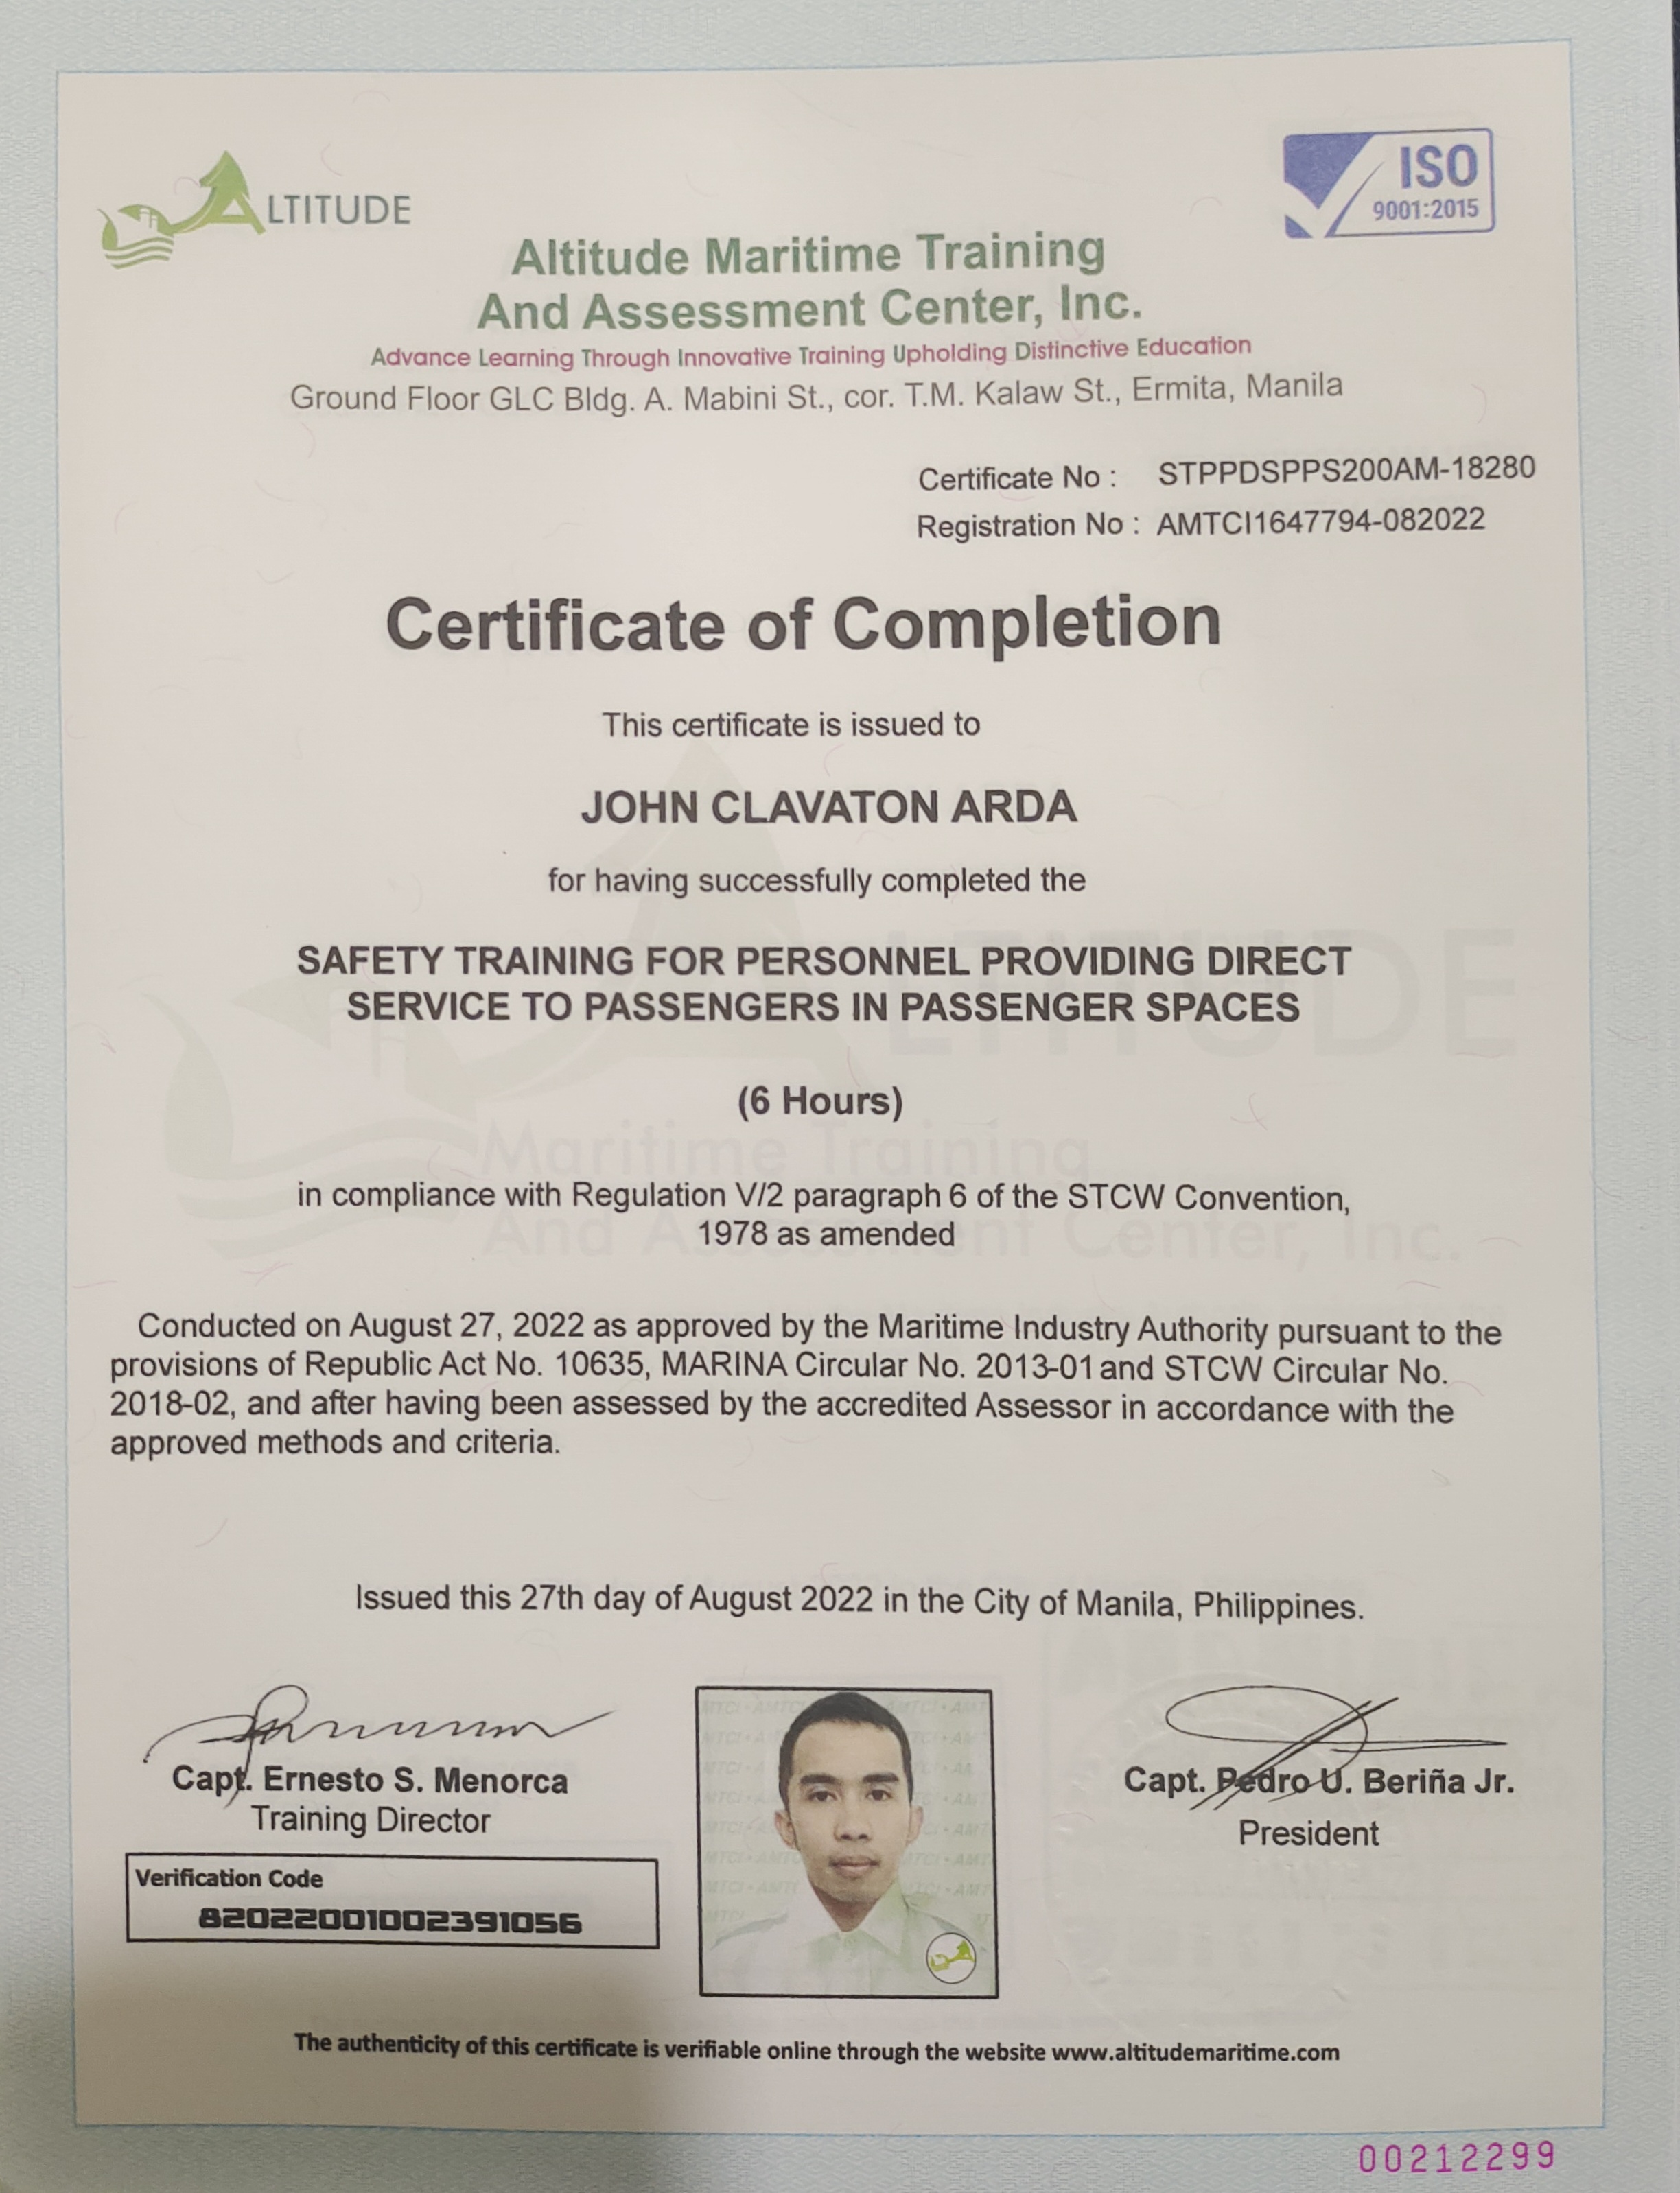 ALTITUDE
ISO
9001:2015
Altitude Maritime Training
And Assessment Center, Inc.
Advance Learning Through Innovative Training Upholding Distinctive Education
Ground Floor GLC Bldg. A. Mabini St., cor. T.M. Kalaw St., Ermita, Manila
Certificate No : STPPDSPPS200AM-18280
Registration No : AMTCI1647794-082022
Certificate of Completion
This certificate is issued to
JOHN CLAVATON ARDA
for having successfully completed the
SAFETY TRAINING FOR PERSONNEL PROVIDING DIRECT
SERVICE TO PASSENGERS IN PASSENGER SPACES
(6 Hours)
in compliance with Regulation V/2 paragraph 6 of the STCW Convention,
1978 as amended
ALTITUDE
Maritime Training
And Assessment Center, Inc.
Conducted on August 27, 2022 as approved by the Maritime Industry Authority pursuant to the
provisions of Republic Act No. 10635, MARINA Circular No. 2013-01 and STCW Circular No.
2018-02, and after having been assessed by the accredited Assessor in accordance with the
approved methods and criteria.
Issued this 27th day of August 2022 in the City of Manila, Philippines.
Capt. Ernesto S. Menorca
Training Director
Capt. Pedro U. Beriña Jr.
President
Verification Code
82022001002391056
The authenticity of this certificate is verifiable online through the website www.altitudemaritime.com
00212299